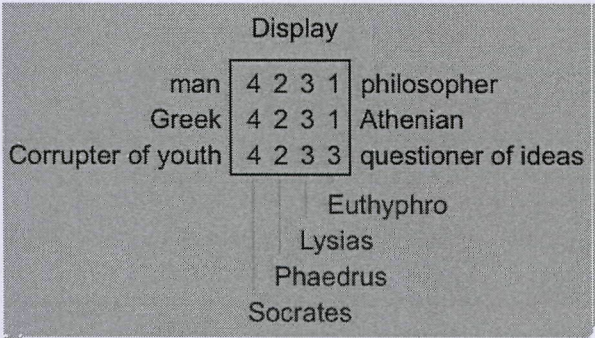 Display
man 4 2 3 1 philosopher
Greek 4 2 3 1 Athenian
Corrupter of youth 4 2 3 3 questioner of ideas
Euthyphro
Lysias
Phaedrus
Socrates